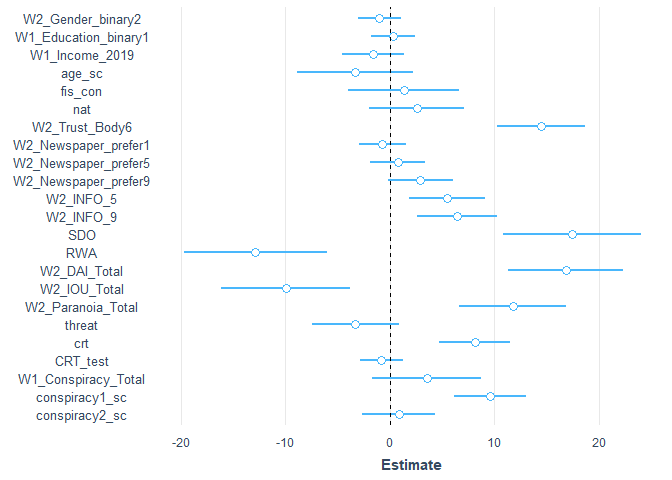 W2_Gender_binary2
W1_Education_binary1
W1_Income_2019
age_sc
fis_con
nat
W2_Trust_Body6
W2_Newspaper_prefer1
W2_Newspaper_prefer5
W2_Newspaper_prefer9
W2_INFO_5
W2_INFO_9
SDO
RWA
W2_DAI_Total
W2_IOU_Total
W2_Paranoia_Total
threat
crt
CRT_test
W1_Conspiracy_Total
conspiracy1_sc
conspiracy2_sc
-20 -10 0 10 20
Estimate